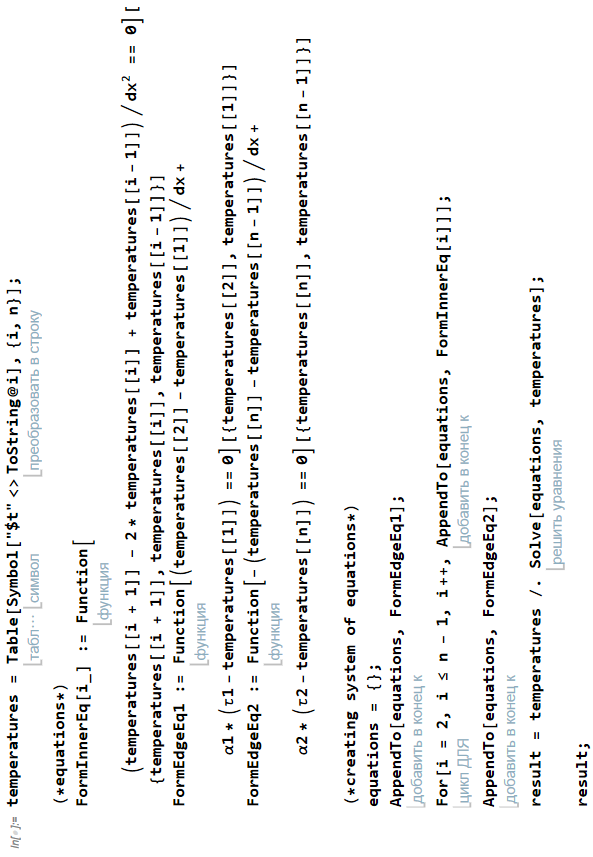 In[◦]:= temperatures = Table[Symbol["$t" <> ToString@i], {i, n}];
табл⋯ символ преобразовать в строку
(*equations*)
FormInnerEq[i_] := Function[
функция
(temperatures[[i + 1]] - 2 * temperatures[[i]] + temperatures[[i - 1]]) / dx² == 0][
{temperatures[[i + 1]], temperatures[[i]], temperatures[[i - 1]]}]
FormEdgeEq1 := Function[(temperatures[[2]] - temperatures[[1]]) / dx +
функция
α1 * (τ1 - temperatures[[1]]) == 0][{temperatures[[2]], temperatures[[1]]}]
FormEdgeEq2 := Function[-(temperatures[[n]] - temperatures[[n - 1]]) / dx +
функция
α2 * (τ2 - temperatures[[n]]) == 0][{temperatures[[n]], temperatures[[n - 1]]}]
(*creating system of equations*)
equations = {};
AppendTo[equations, FormEdgeEq1];
добавить в конец к
For[i = 2, i ≤ n - 1, i++, AppendTo[equations, FormInnerEq[i]]];
цикл ДЛЯ добавить в конец к
AppendTo[equations, FormEdgeEq2];
добавить в конец к
result = temperatures /. Solve[equations, temperatures];
решить уравнения
result;